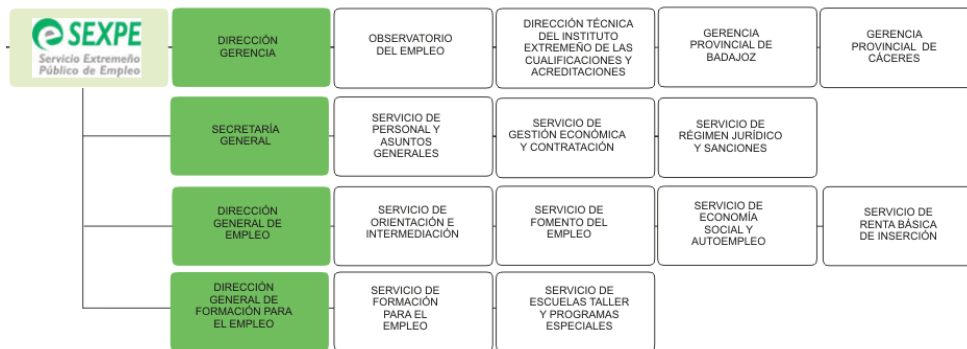 SEXPE
Servicio Extremeño
Público de Empleo
DIRECCIÓN
GERENCIA
OBSERVATORIO
DEL EMPLEO
DIRECCIÓN TÉCNICA
DEL INSTITUTO
EXTREMEÑO DE LAS
CUALIFICACIONES Y
ACREDITACIONES
GERENCIA
PROVINCIAL DE
BADAJOZ
GERENCIA
PROVINCIAL DE
CÁCERES
SECRETARÍA
GENERAL
SERVICIO DE
PERSONAL Y
ASUNTOS
GENERALES
SERVICIO DE
GESTIÓN ECONÓMICA
Y CONTRATACIÓN
SERVICIO DE
RÉGIMEN JURÍDICO
Y SANCIONES
DIRECCIÓN
GENERAL DE
EMPLEO
SERVICIO DE
ORIENTACIÓN E
INTERMEDIACIÓN
SERVICIO DE
FOMENTO DEL
EMPLEO
SERVICIO DE
ECONOMÍA
SOCIAL Y
AUTOEMPLEO
SERVICIO DE
RENTA BÁSICA
DE INSERCIÓN
DIRECCIÓN
GENERAL DE
FORMACIÓN PARA
EL EMPLEO
SERVICIO DE
FORMACIÓN
PARA EL
EMPLEO
SERVICIO DE
ESCUELAS TALLER
Y PROGRAMAS
ESPECIALES